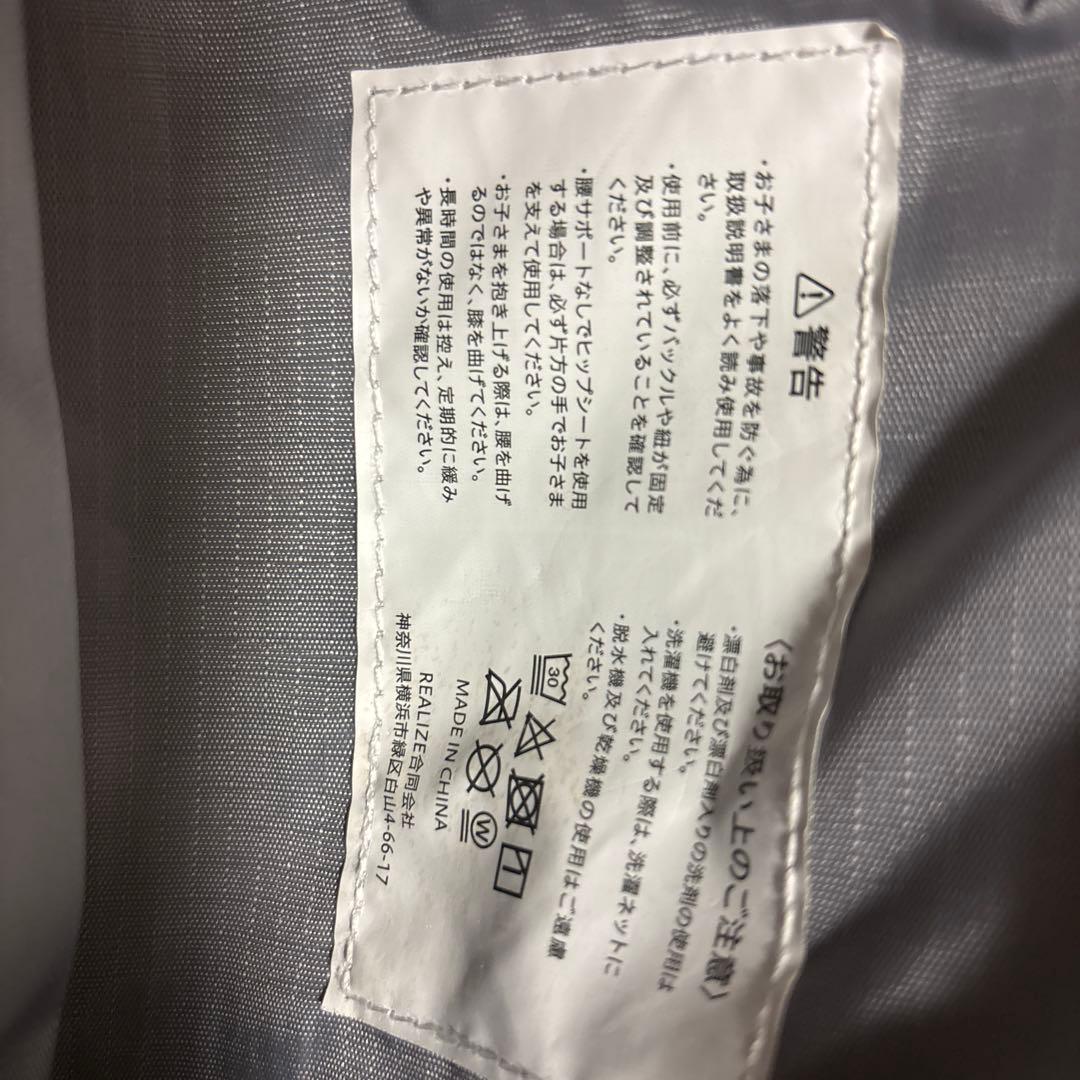 警告
・お子さまの落下や事故を防ぐ為に、
取扱説明書をよく読み使用してくだ
さい。
・使用前に、必ずバックルや紐が固定
及び調整されていることを確認して
ください。
・腰サポートなしでヒップシートを使用
する場合は、必ず片方の手でお子さま
を支えて使用してください。
・お子さまを抱き上げる際は、腰を曲げ
るのではなく、膝を曲げてください。
・長時間の使用は控え、定期的に緩み
や異常がないか確認してください。
〈お取り扱い上のご注意〉
・漂白剤及び漂白剤入りの洗剤の使用は
避けてください。
・洗濯機を使用する際は、洗濯ネットに
入れてください。
・脱水機及び乾燥機の使用はご遠慮
ください。
30
W
MADE IN CHINA
REALIZE合同会社
神奈川県横浜市緑区白山4-66-17